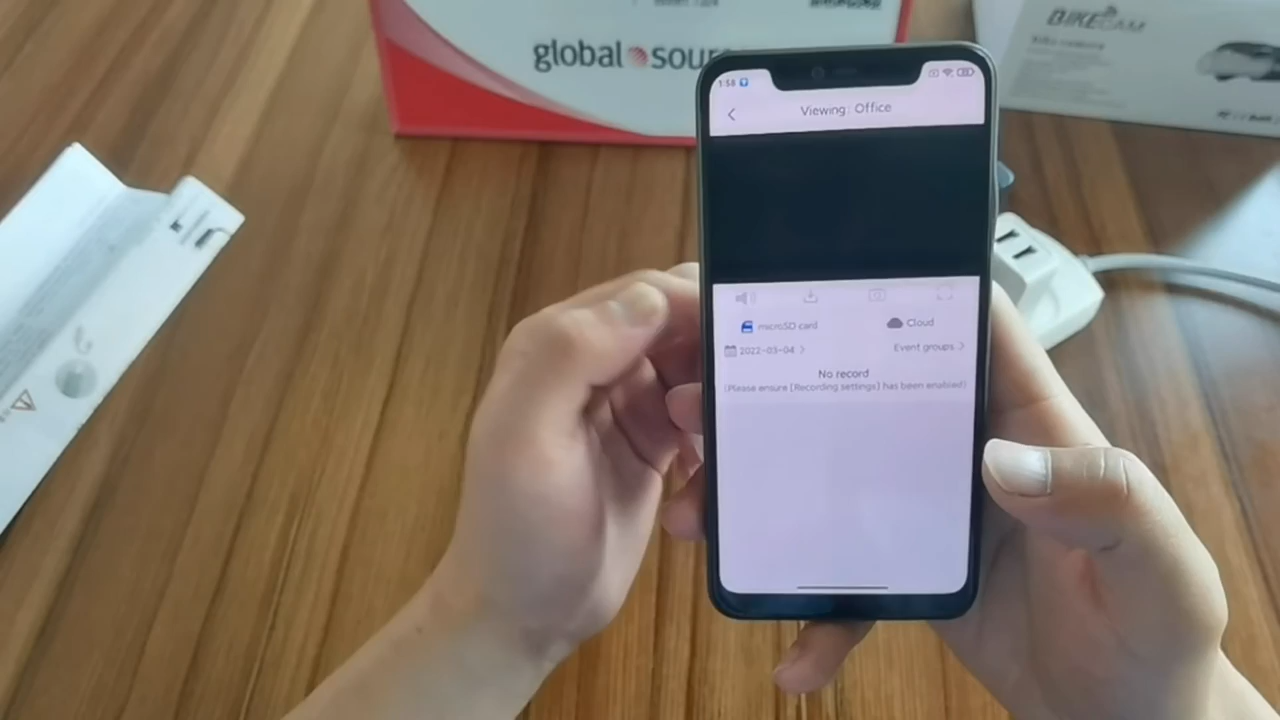 global sour
BIKECAM
1:58
Viewing: Office
microSD card
Cloud
2022-03-04
Event groups
No record
(Please ensure [Recording settings] has been enabled)